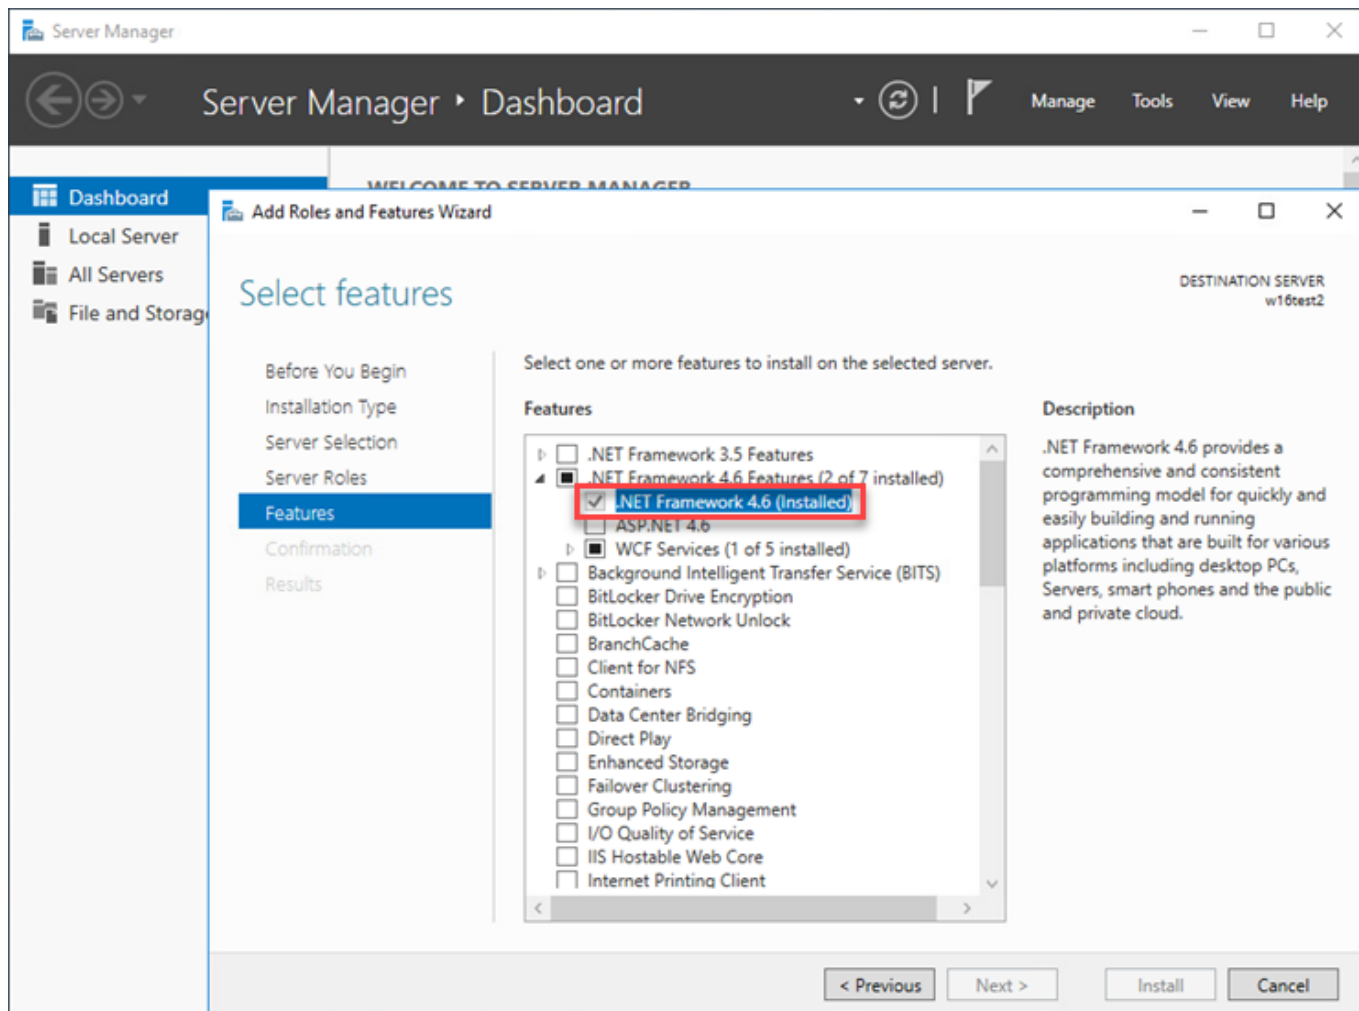 Server Manager
Server Manager ‣ Dashboard
Manage Tools View Help
WELCOME TO SERVER MANAGER
Dashboard
Local Server
All Servers
File and Storag
Add Roles and Features Wizard
Select features
DESTINATION SERVER
w16test2
Before You Begin
Installation Type
Server Selection
Server Roles
Features
Confirmation
Results
Select one or more features to install on the selected server.
Features
.NET Framework 3.5 Features
.NET Framework 4.6 Features (2 of 7 installed)
.NET Framework 4.6 (Installed)
ASP.NET 4.6
WCF Services (1 of 5 installed)
Background Intelligent Transfer Service (BITS)
BitLocker Drive Encryption
BitLocker Network Unlock
BranchCache
Client for NFS
Containers
Data Center Bridging
Direct Play
Enhanced Storage
Failover Clustering
Group Policy Management
I/O Quality of Service
IIS Hostable Web Core
Internet Printing Client
Description
.NET Framework 4.6 provides a
comprehensive and consistent
programming model for quickly and
easily building and running
applications that are built for various
platforms including desktop PCs,
Servers, smart phones and the public
and private cloud.
< Previous
Next >
Install
Cancel